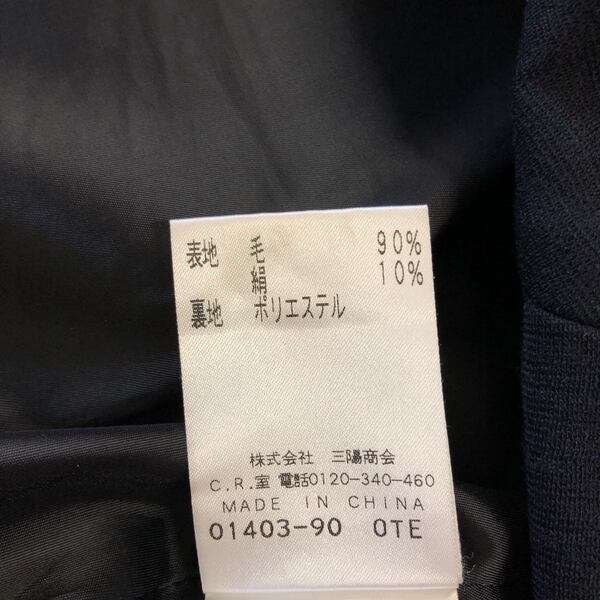 表地 毛 90%
絹 10%
裏地 ポリエステル
株式会社 三陽商会
C.R.室 電話0120-340-460
MADE IN CHINA
01403-90 OTE